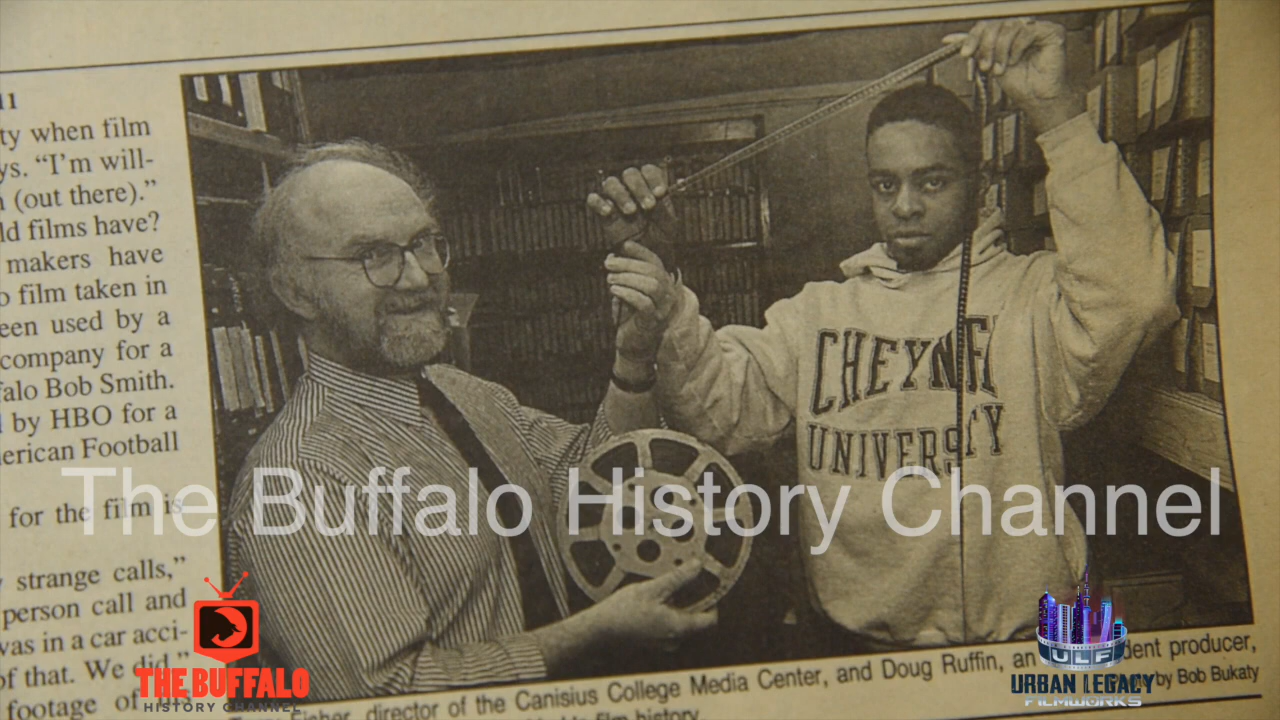 11
ty when film
ys. “I’m will-
n (out there).”
ld films have?
makers have
o film taken in
een used by a
company for a
falo Bob Smith.
by HBO for a
erican Football
for the film is
strange calls,”
person call and
was in a car acci-
of that. We did.”
footage of
CHEYNEY
UNIVERSITY
The Buffalo History Channel
THE BUFFALO
HISTORY CHANNEL
ULF
URBAN LEGACY
FILMWORKS
Fisher, director of the Canisius College Media Center, and Doug Ruffin, an dent producer,
film history.
by Bob Bukaty